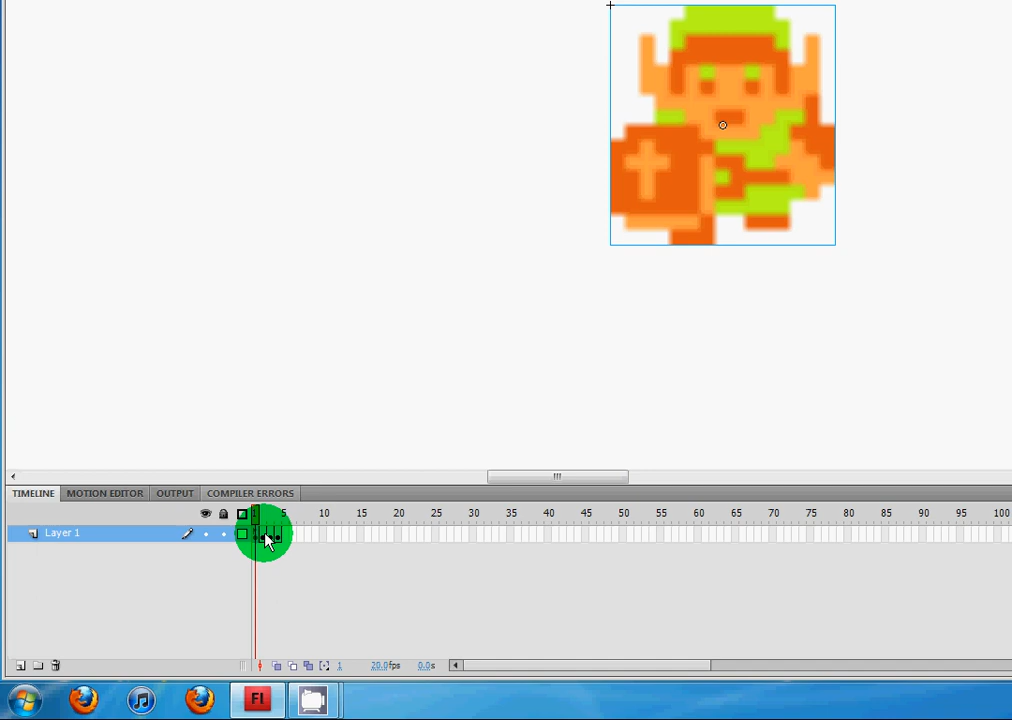 TIMELINE MOTION EDITOR OUTPUT COMPILER ERRORS
1 5 10 15 20 25 30 35 40 45 50 55 60 65 70 75 80 85 90 95 100
Layer 1
1 20.0fps 0.0s
Fl